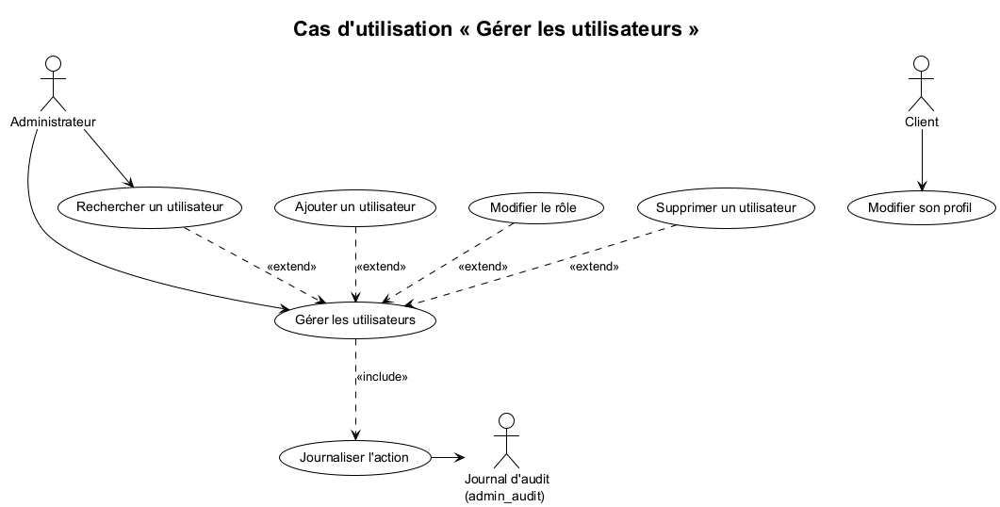 Cas d'utilisation « Gérer les utilisateurs »
Administrateur
Client
Rechercher un utilisateur
Ajouter un utilisateur
Modifier le rôle
Supprimer un utilisateur
Modifier son profil
«extend»
«extend»
«extend»
«extend»
Gérer les utilisateurs
«include»
Journaliser l'action
Journal d'audit
(admin_audit)